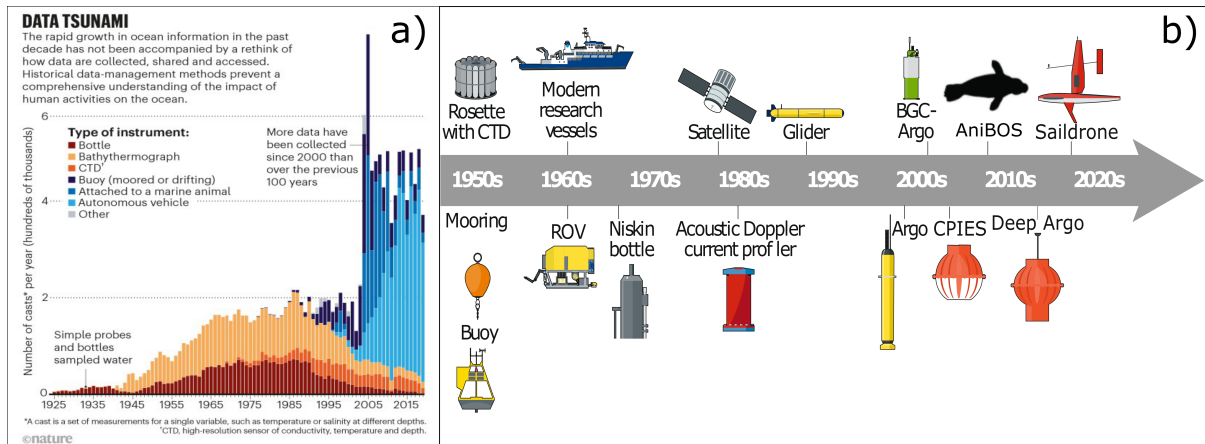 DATA TSUNAMI
The rapid growth in ocean information in the past
decade has not been accompanied by a rethink of
how data are collected, shared and accessed.
Historical data-management methods prevent a
comprehensive understanding of the impact of
human activities on the ocean.
a)
6
Type of instrument:
Bottle
Bathythermograph
CTD†
Buoy (moored or drifting)
Attached to a marine animal
Autonomous vehicle
Other
More data have
been collected
since 2000 than
over the previous
100 years
Number of casts* per year (hundreds of thousands)
2
Simple probes
and bottles
sampled water
0
1925 1935 1945 1955 1965 1975 1985 1995 2005 2015
*A cast is a set of measurements for a single variable, such as temperature or salinity at different depths.
†CTD, high-resolution sensor of conductivity, temperature and depth.
©nature
b)
Rosette
with CTD
Modern
research
vessels
Satellite
Glider
BGC-
Argo
AniBOS
Saildrone
1950s 1960s 1970s 1980s 1990s 2000s 2010s 2020s
Mooring
Buoy
ROV
Niskin
bottle
Acoustic Doppler
current prof ler
Argo
CPIES
Deep Argo